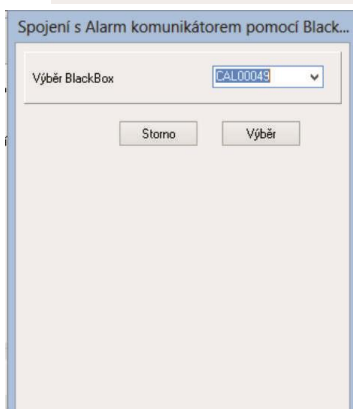 Spojení s Alarm komunikátorem pomocí Black...
Výběr BlackBox
CAL00049
Storno
Výběr